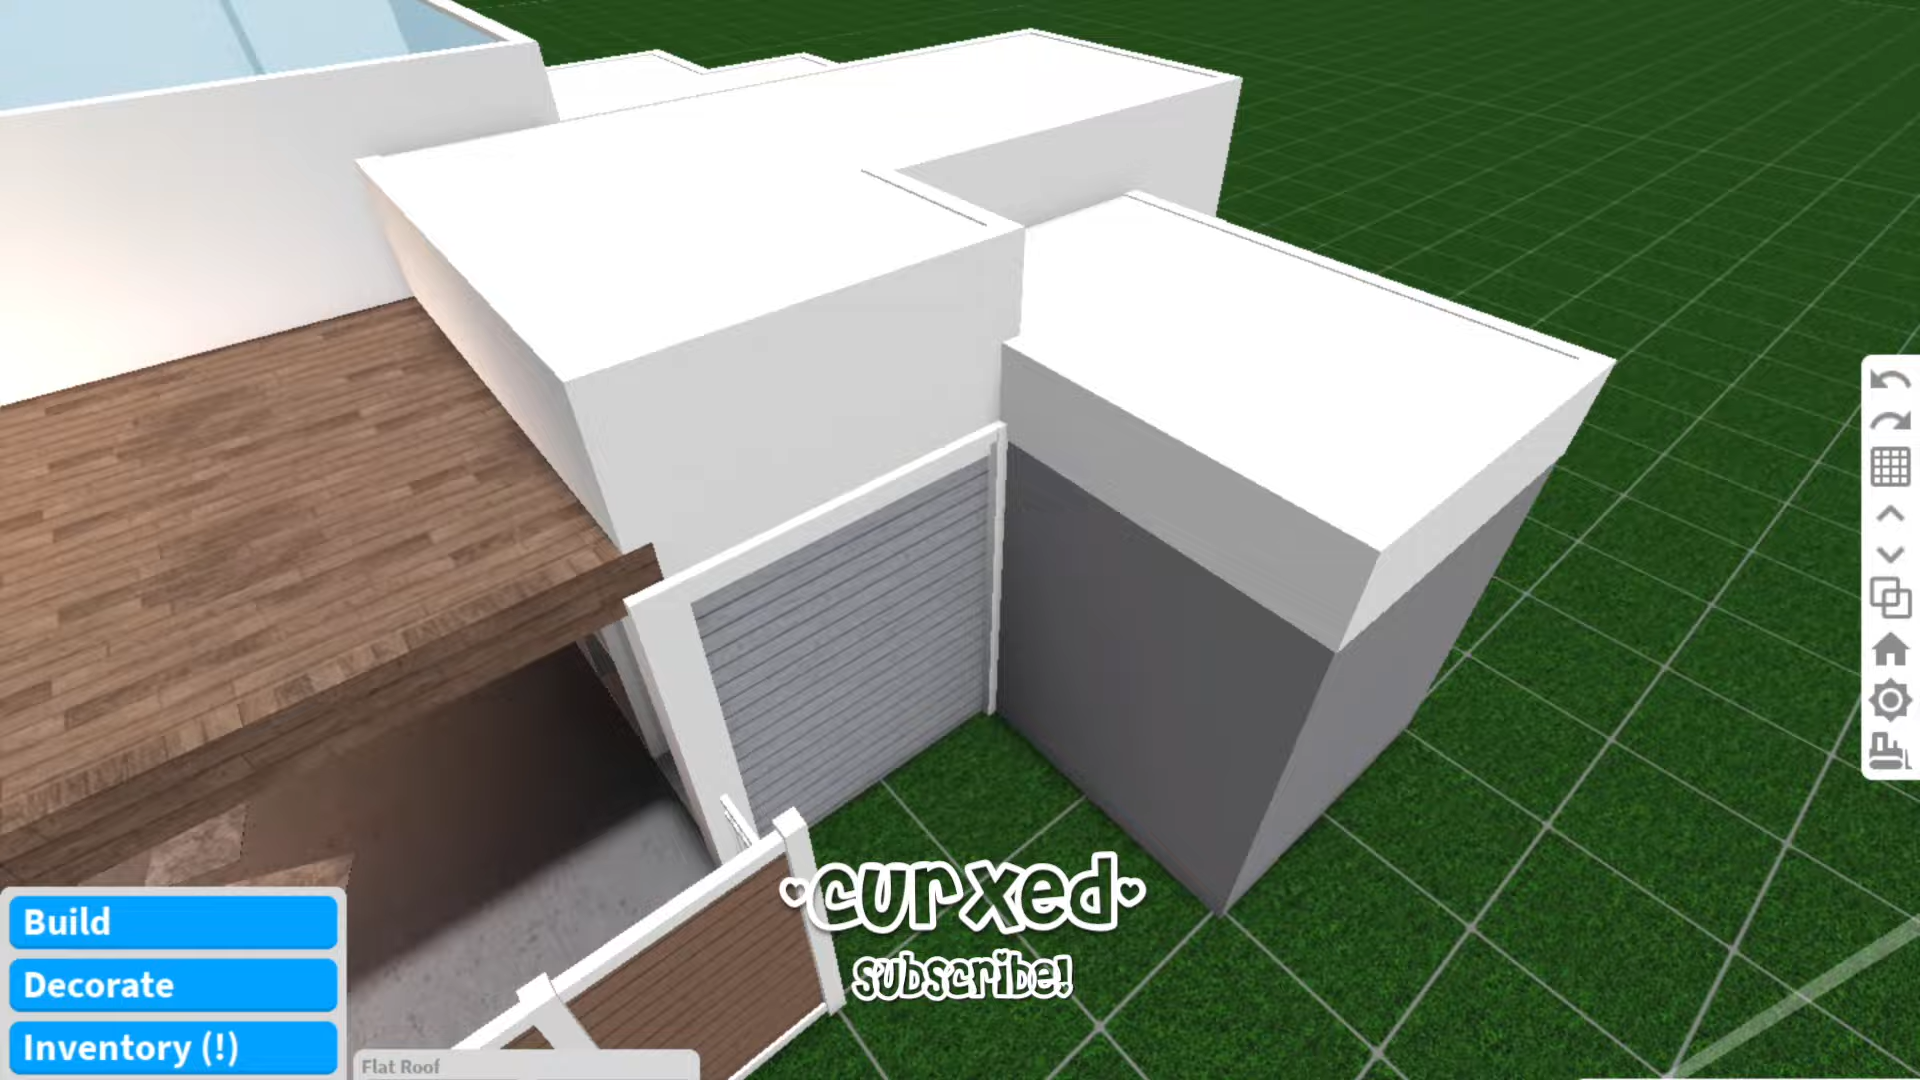 •curxed•
subscribe!
Build
Decorate
Inventory (!)
Flat Roof